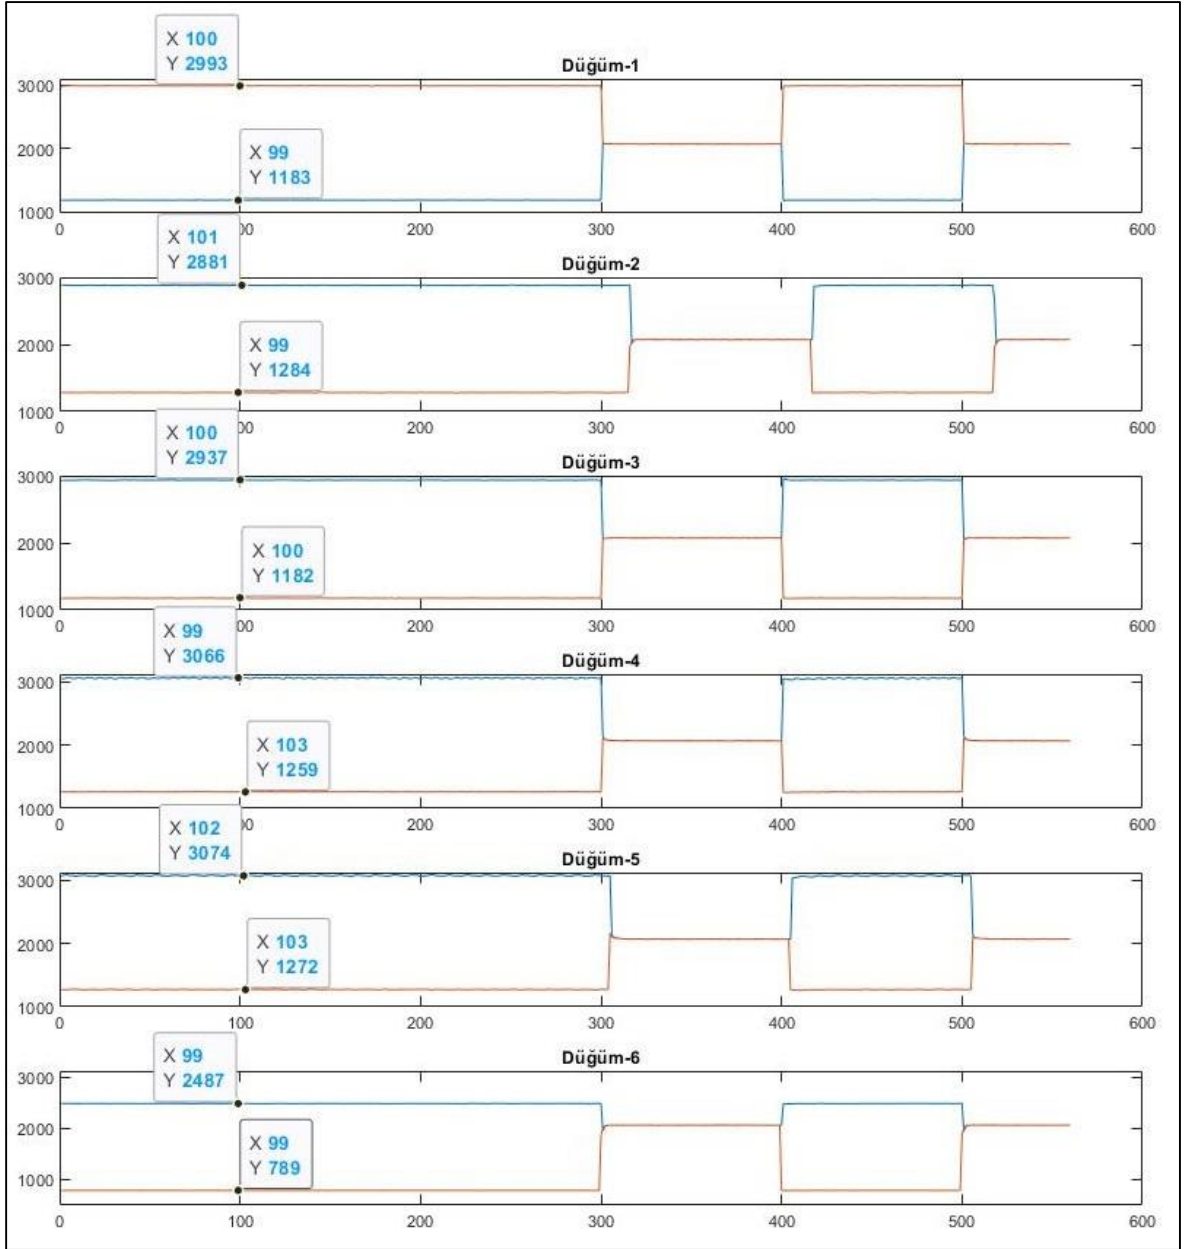 X 100
Y 2993
Düğüm-1
3000
2000
1000
X 99
Y 1183
0 00 200 300 400 500 600
X 101
Y 2881
Düğüm-2
3000
2000
1000
X 99
Y 1284
0 00 200 300 400 500 600
X 100
Y 2937
Düğüm-3
3000
2000
1000
X 100
Y 1182
0 00 200 300 400 500 600
X 99
Y 3066
Düğüm-4
3000
2000
1000
X 103
Y 1259
0 00 200 300 400 500 600
X 102
Y 3074
Düğüm-5
3000
2000
1000
X 103
Y 1272
0 100 200 300 400 500 600
X 99
Y 2487
Düğüm-6
3000
2000
1000
X 99
Y 789
0 100 200 300 400 500 600